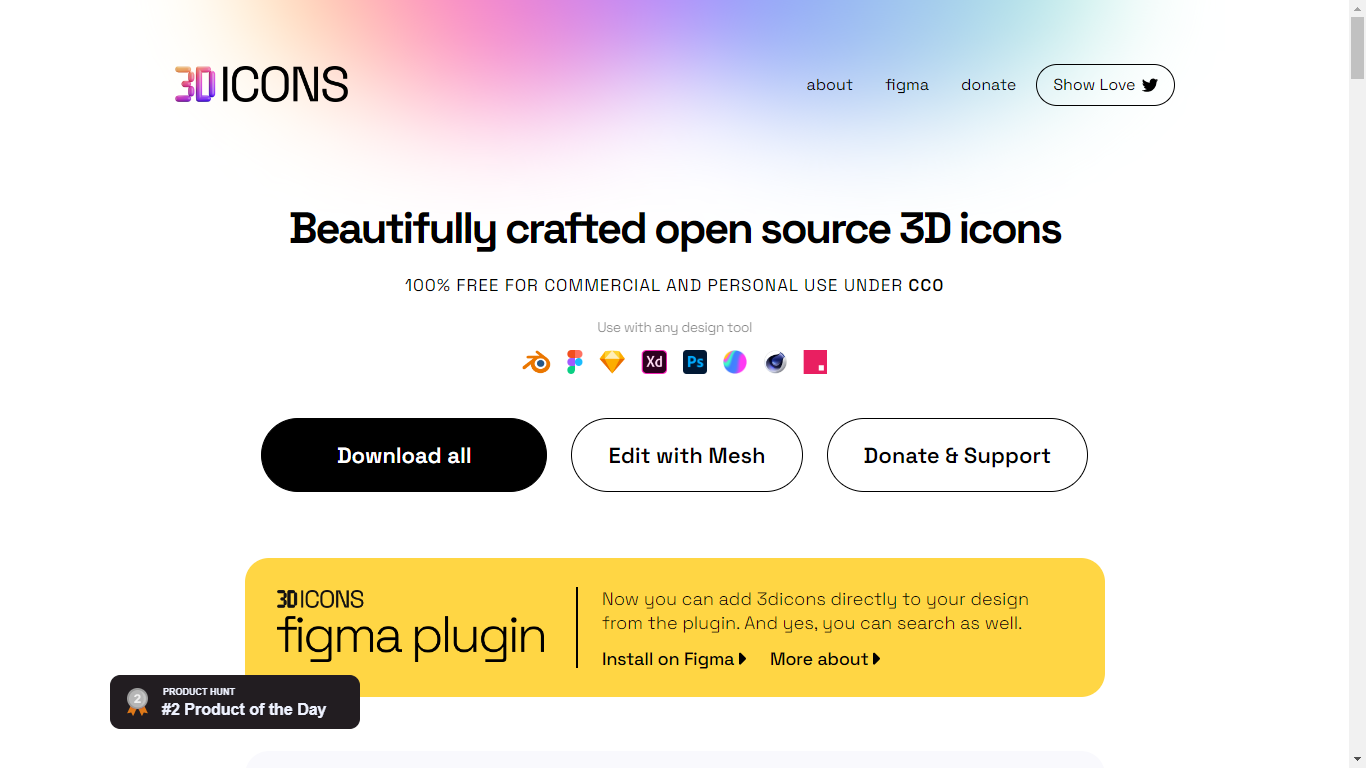 3D ICONS
about figma donate Show Love
Beautifully crafted open source 3D icons
100% FREE FOR COMMERCIAL AND PERSONAL USE UNDER CC0
Use with any design tool
Xd Ps
Download all Edit with Mesh Donate & Support
3D ICONS
figma plugin
Now you can add 3dicons directly to your design
from the plugin. And yes, you can search as well.
Install on Figma More about
2
PRODUCT HUNT
#2 Product of the Day